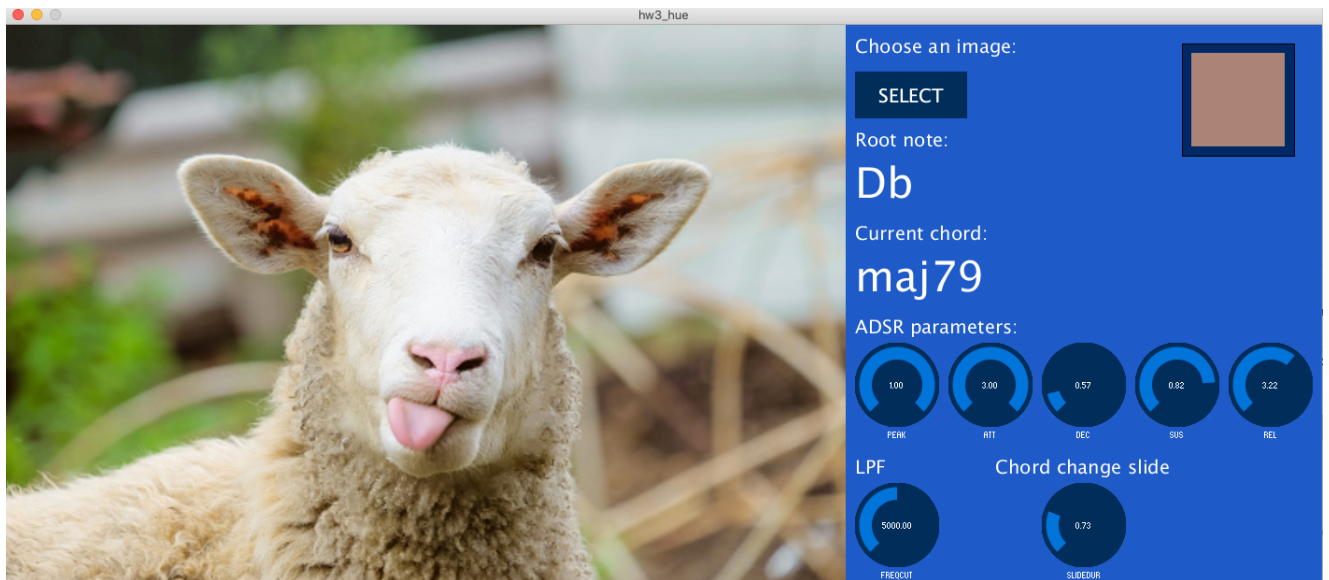 hw3_hue
Choose an image:
SELECT
Root note:
Db
Current chord:
maj79
ADSR parameters:
1.00 3.00 0.57 0.82 3.22
PEAK ATT DEC SUS REL
LPF Chord change slide
5000.00 0.73
FREQCUT SLIDEDUR